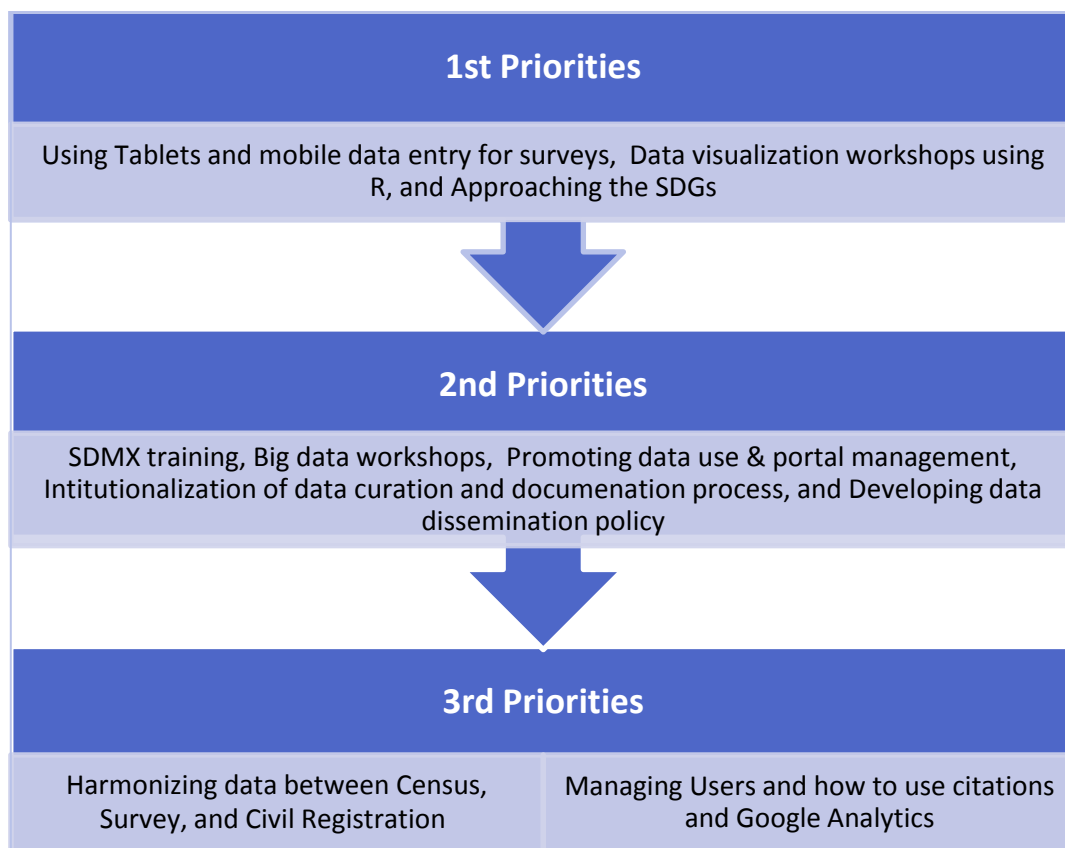 1st Priorities
Using Tablets and mobile data entry for surveys,  Data visualization workshops using
R, and Approaching the SDGs
2nd Priorities
SDMX training, Big data workshops,  Promoting data use & portal management,
Intitutionalization of data curation and documenation process, and Developing data
dissemination policy
3rd Priorities
Harmonizing data between Census,
Survey, and Civil Registration
Managing Users and how to use citations
and Google Analytics